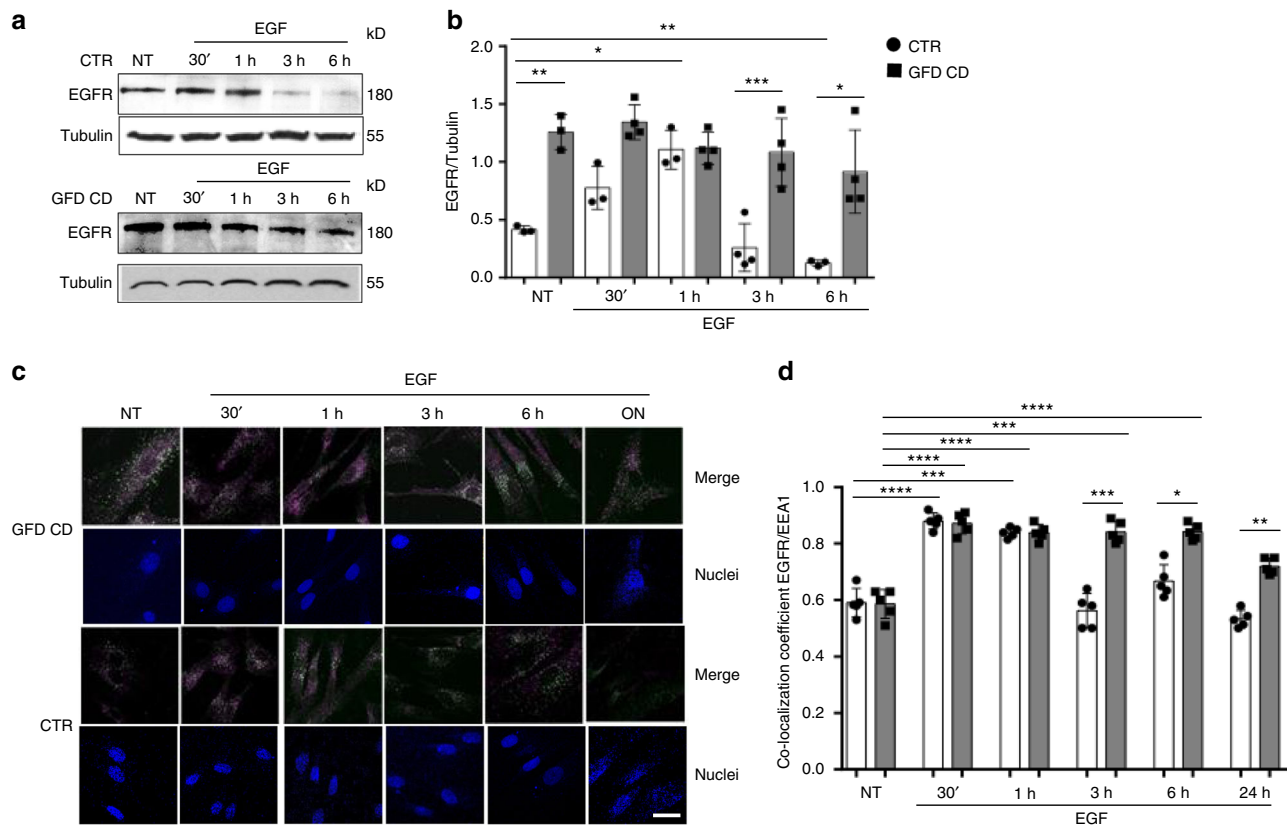 a
EGF
kD
CTR NT 30′ 1 h 3 h 6 h
EGFR 180
Tubulin 55
EGF
kD
GFD CD NT 30′ 1 h 3 h 6 h
EGFR 180
Tubulin 55
b
**
*
** *** *
2.0
1.5
1.0
0.5
0.0
EGFR/Tubulin
NT 30′ 1 h 3 h 6 h
EGF
CTR
GFD CD
c
EGF
NT 30′ 1 h 3 h 6 h ON
Merge
GFD CD
Nuclei
Merge
CTR
Nuclei
d
****
***
****
****
***
**** *** * **
1.0
0.8
0.6
0.4
0.2
0.0
Co-localization coefficient EGFR/EEA1
NT 30′ 1 h 3 h 6 h 24 h
EGF